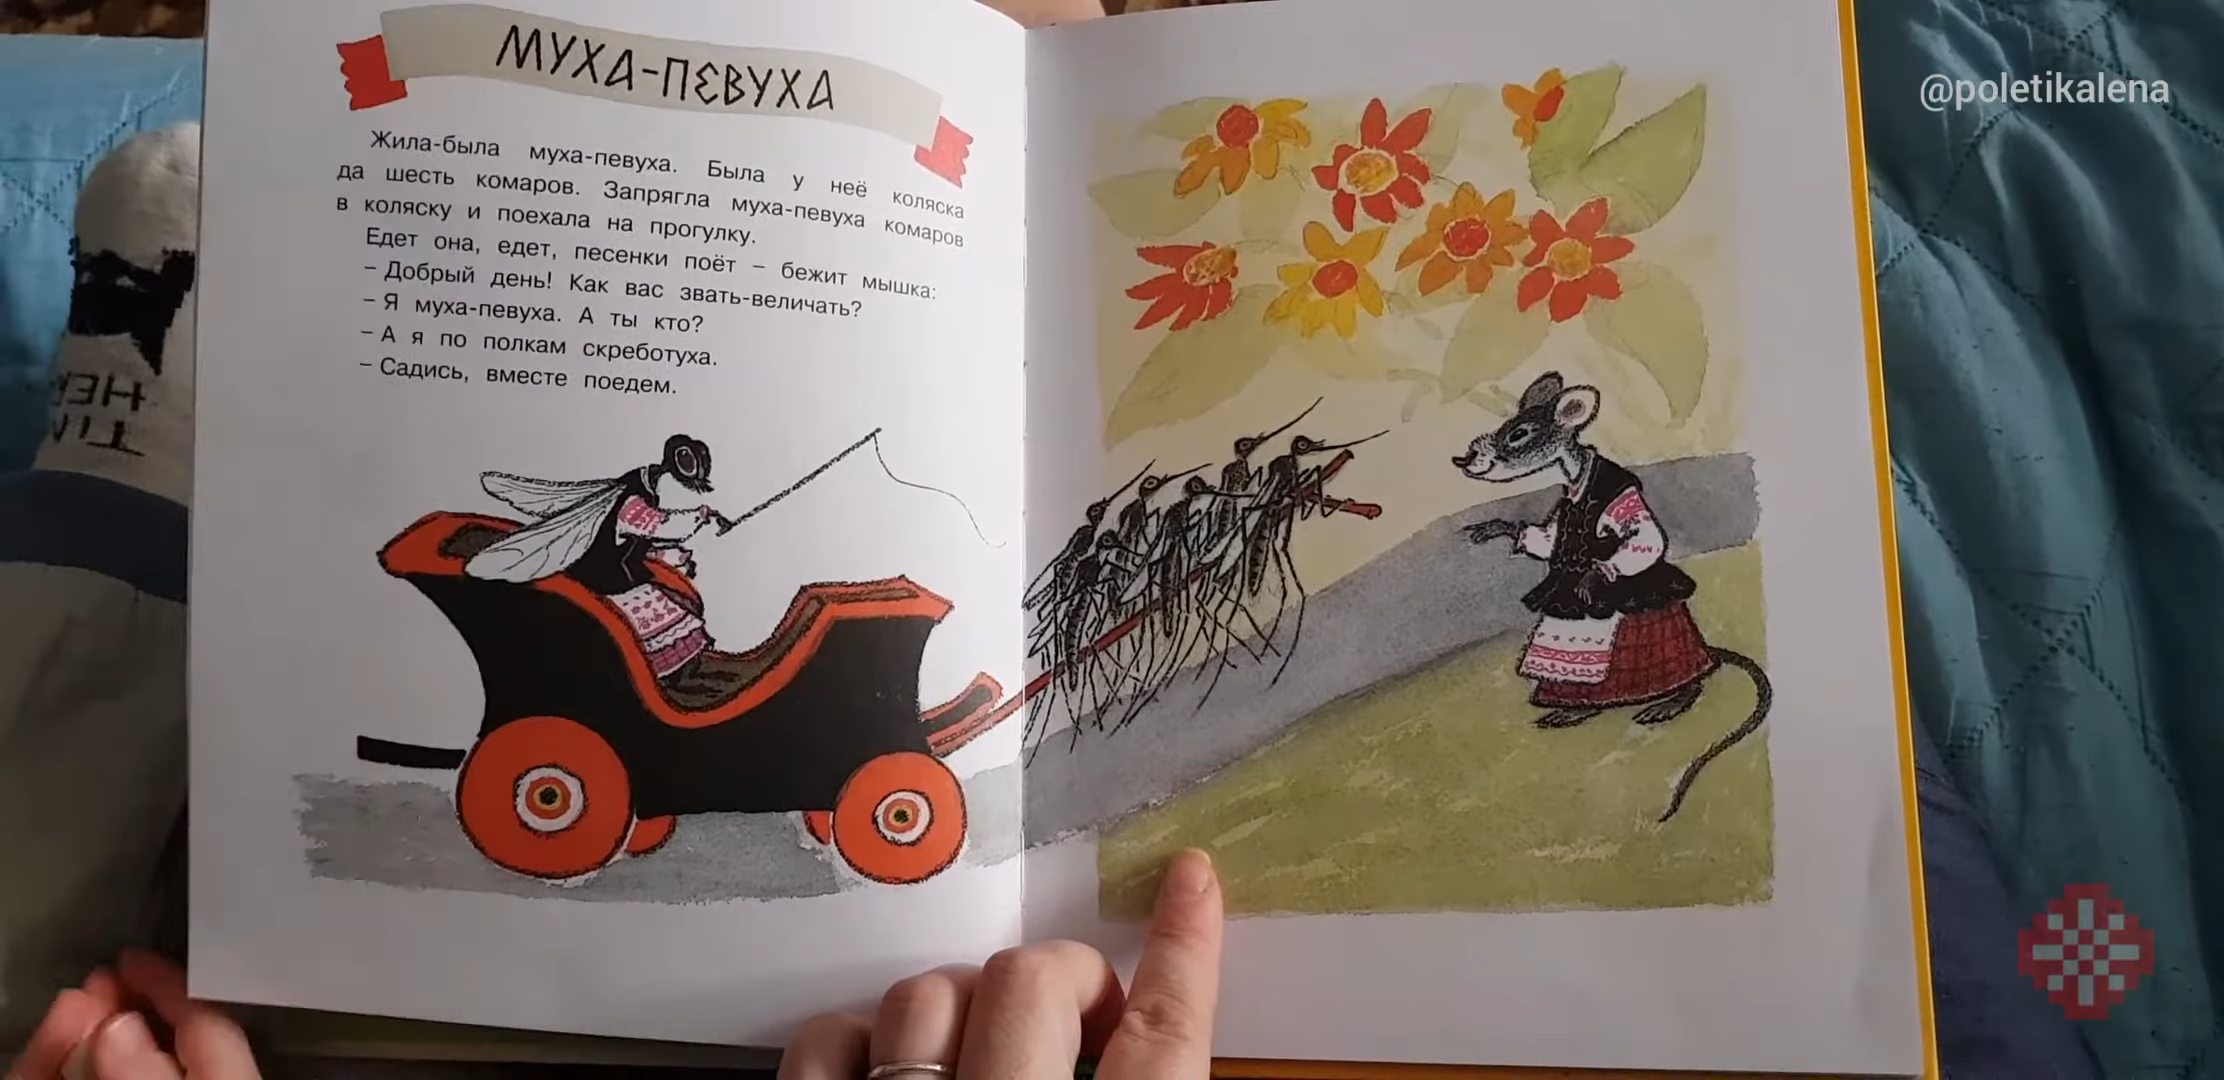 МУХА-ПЕВУХА
@poletikalena
Жила-была муха-певуха. Была у неё коляска
да шесть комаров. Запрягла муха-певуха комаров
в коляску и поехала на прогулку.
Едет она, едет, песенки поёт – бежит мышка:
– Добрый день! Как вас звать-величать?
– Я муха-певуха. А ты кто?
– А я по полкам скреботуха.
– Садись, вместе поедем.